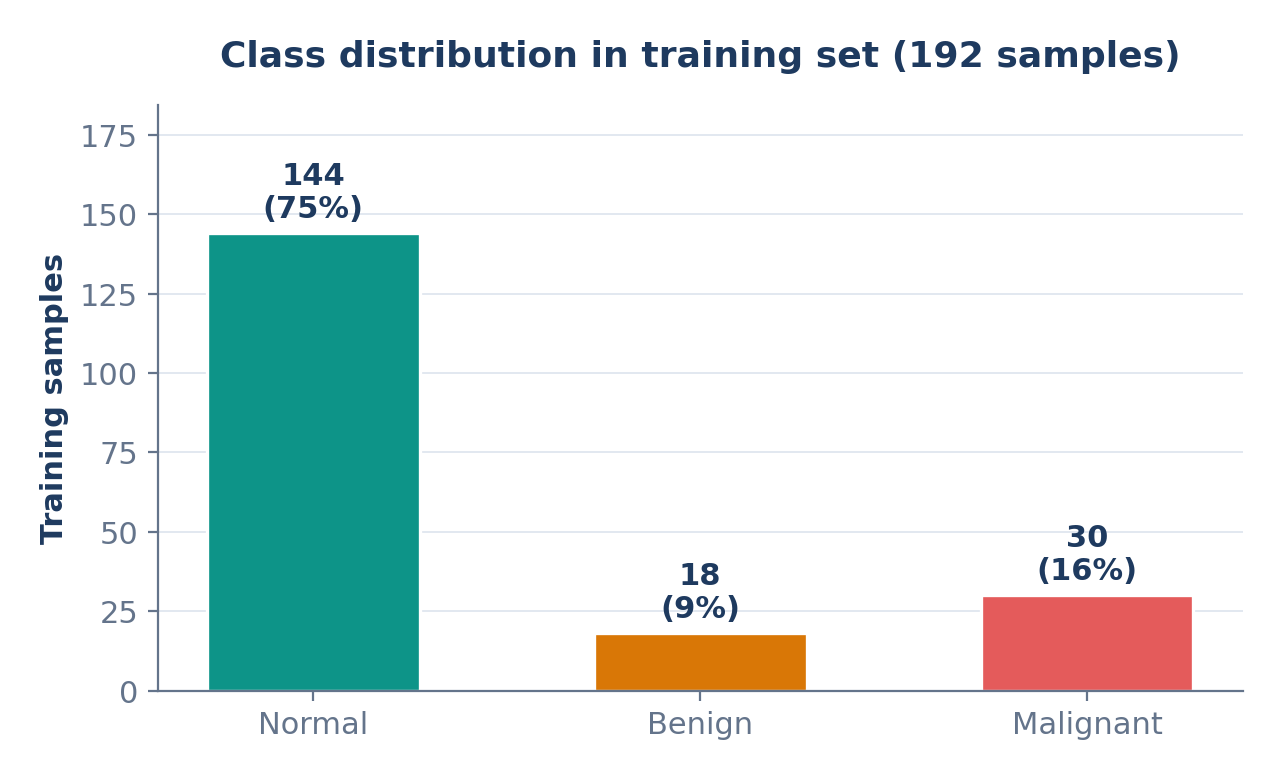 Class distribution in training set (192 samples)
Training samples
175
150
125
100
75
50
25
0
144
(75%)
18
(9%)
30
(16%)
Normal
Benign
Malignant